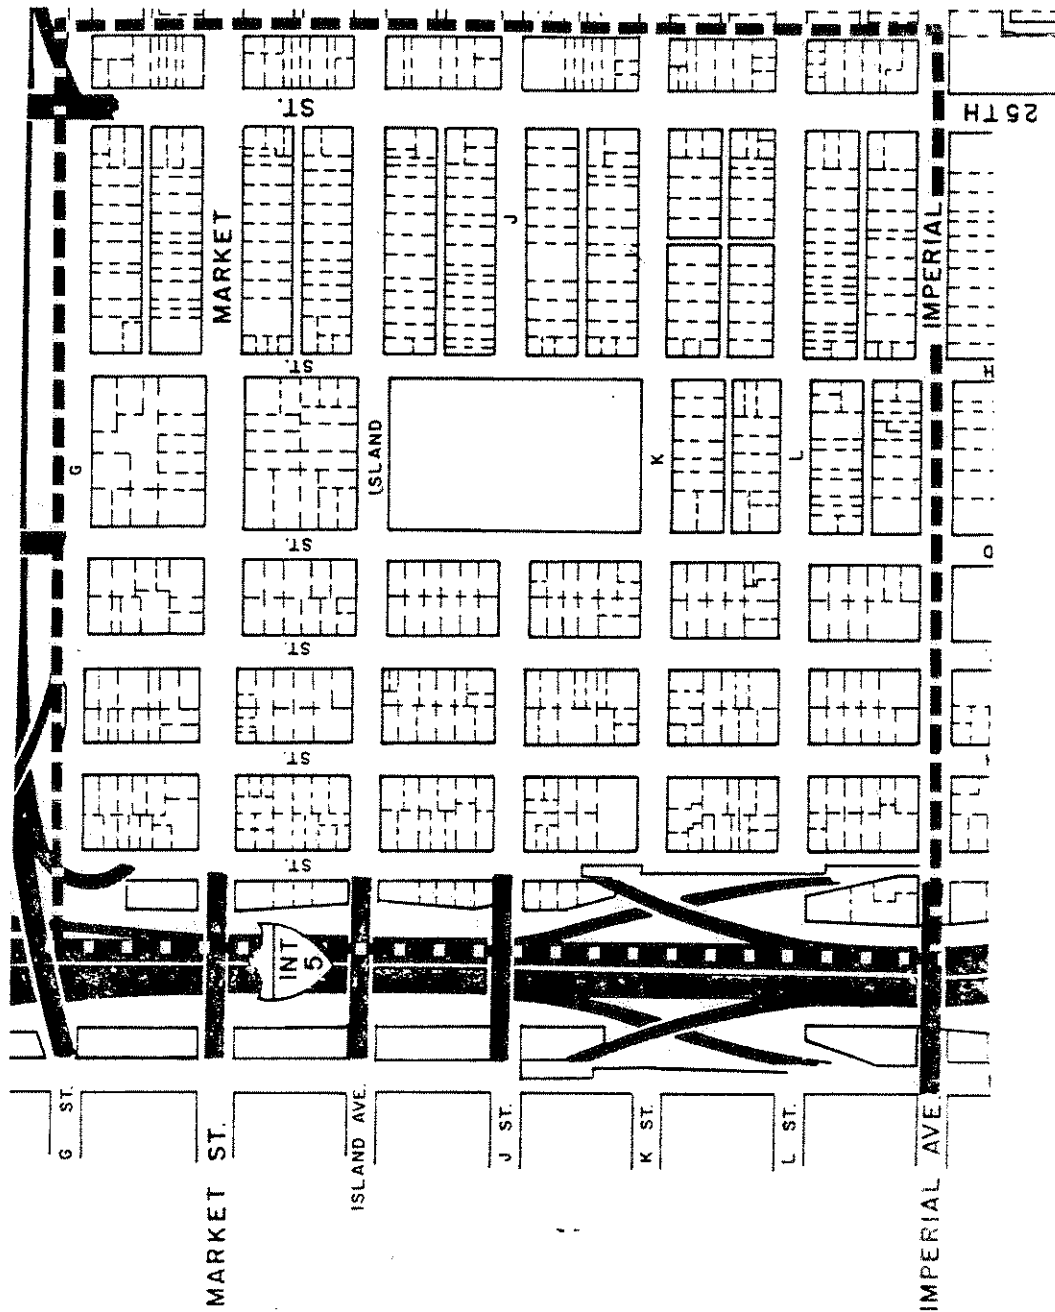 ST.
25TH
MARKET
J
IMPERIAL
ST.
H
G
ISLAND
K
L
ST.
O
ST.
ST.
ST.
INT
5
G ST.
MARKET ST.
ISLAND AVE.
J ST.
K ST.
L ST.
IMPERIAL AVE.